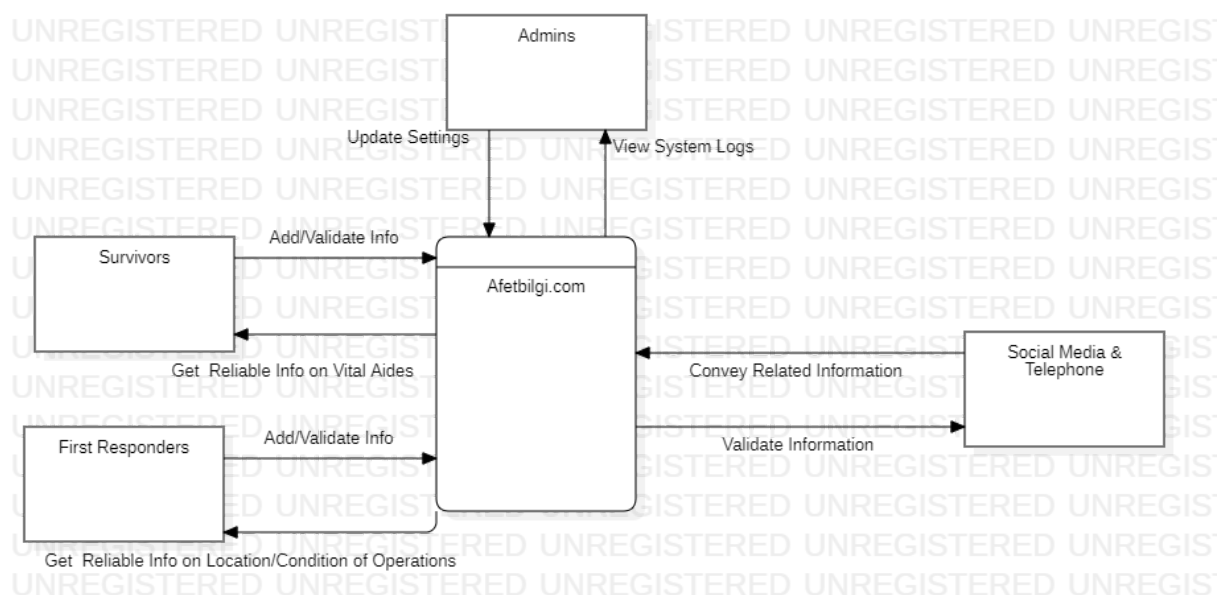 Admins
Update Settings
View System Logs
Survivors
Add/Validate Info
Afetbilgi.com
Get Reliable Info on Vital Aides
Social Media &
Telephone
Convey Related Information
First Responders
Add/Validate Info
Validate Information
Get Reliable Info on Location/Condition of Operations
UNREGISTERED